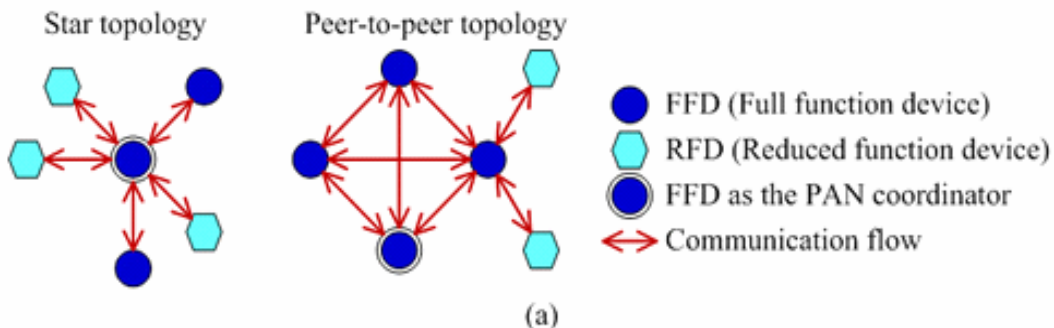 Star topology
Peer-to-peer topology
FFD (Full function device)
RFD (Reduced function device)
FFD as the PAN coordinator
Communication flow
(a)